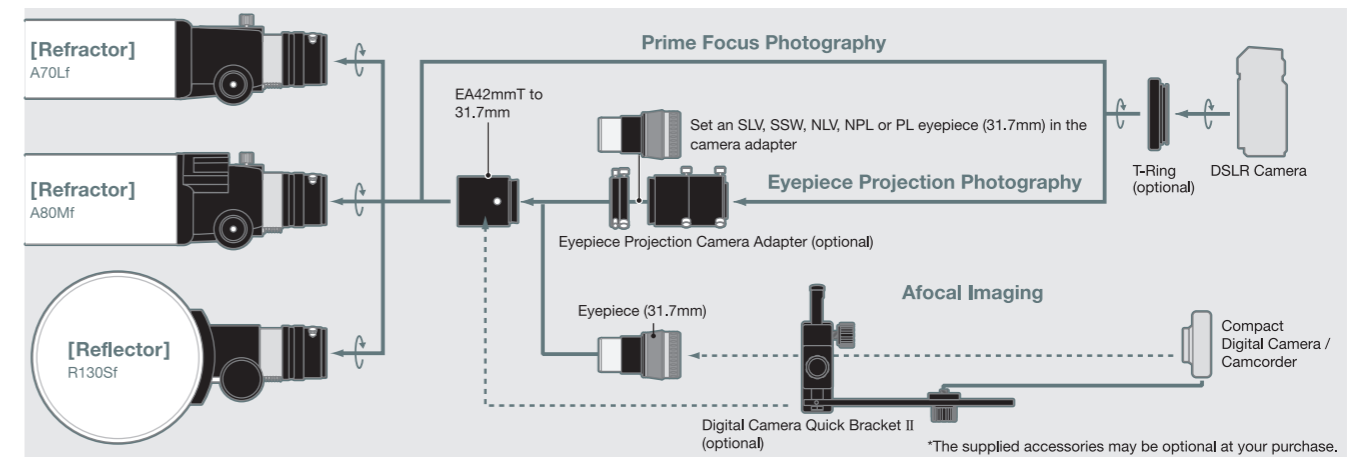 [Refractor]
A70Lf
Prime Focus Photography
EA42mmT to
31.7mm
Set an SLV, SSW, NLV, NPL or PL eyepiece (31.7mm) in the
camera adapter
T-Ring
(optional)
DSLR Camera
[Refractor]
A80Mf
Eyepiece Projection Photography
Eyepiece Projection Camera Adapter (optional)
Afocal Imaging
Eyepiece (31.7mm)
[Reflector]
R130Sf
Compact
Digital Camera /
Camcorder
Digital Camera Quick Bracket II
(optional)
*The supplied accessories may be optional at your purchase.